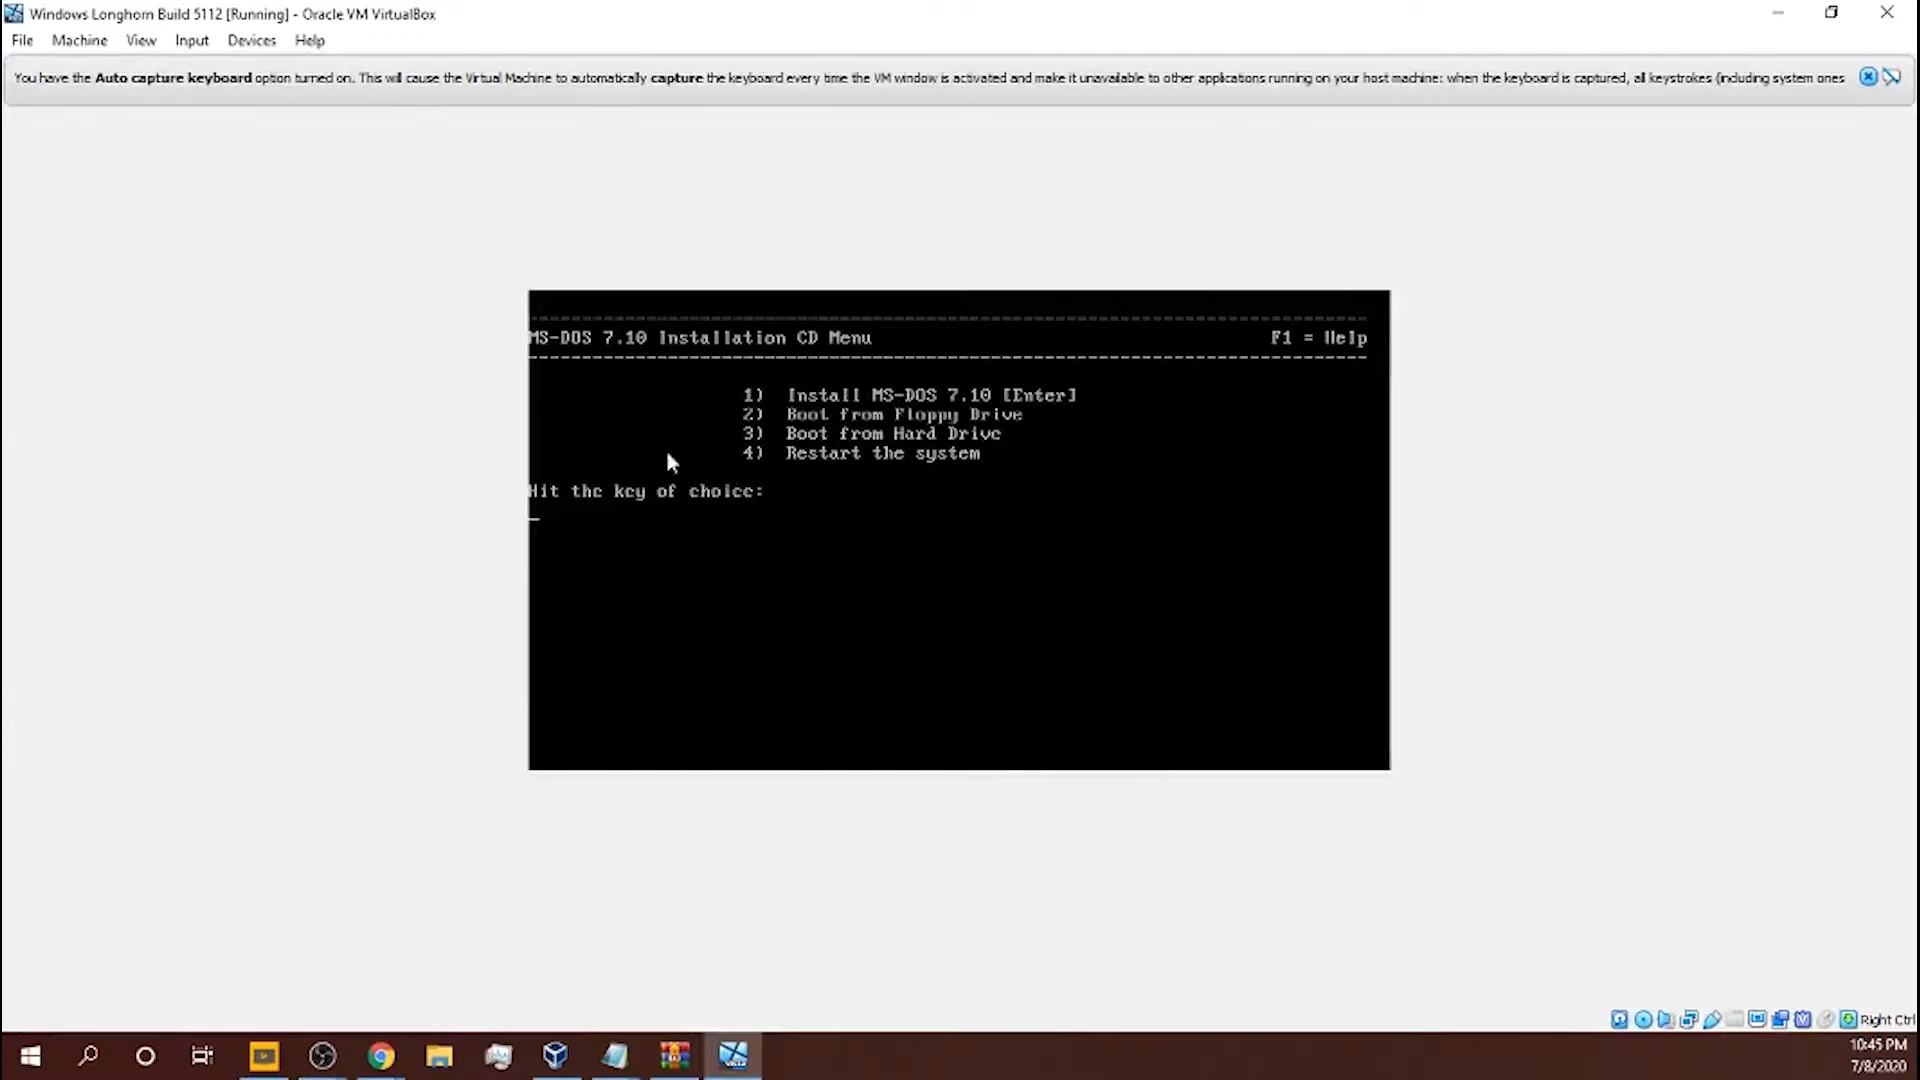 Windows Longhorn Build 5112 [Running] - Oracle VM VirtualBox
File Machine View Input Devices Help
You have the Auto capture keyboard option turned on. This will cause the Virtual Machine to automatically capture the keyboard every time the VM window is activated and make it unavailable to other applications running on your host machine: when the keyboard is captured, all keystrokes (including system ones
MS-DOS 7.10 Installation CD Menu F1 = Help
1) Install MS-DOS 7.10 [Enter]
2) Boot from Floppy Drive
3) Boot from Hard Drive
4) Restart the system
Hit the key of choice:
Right Ctrl
10:45 PM
7/8/2020